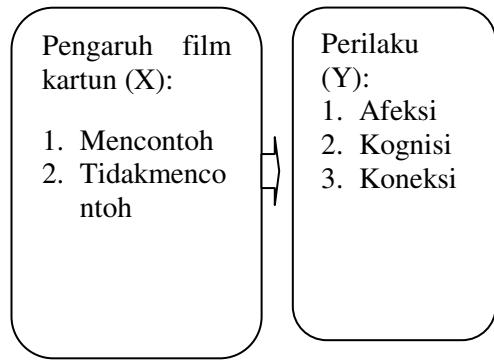 Pengaruh film
kartun (X):
1. Mencontoh
2. Tidakmenco
ntoh
Perilaku
(Y):
1. Afeksi
2. Kognisi
3. Koneksi